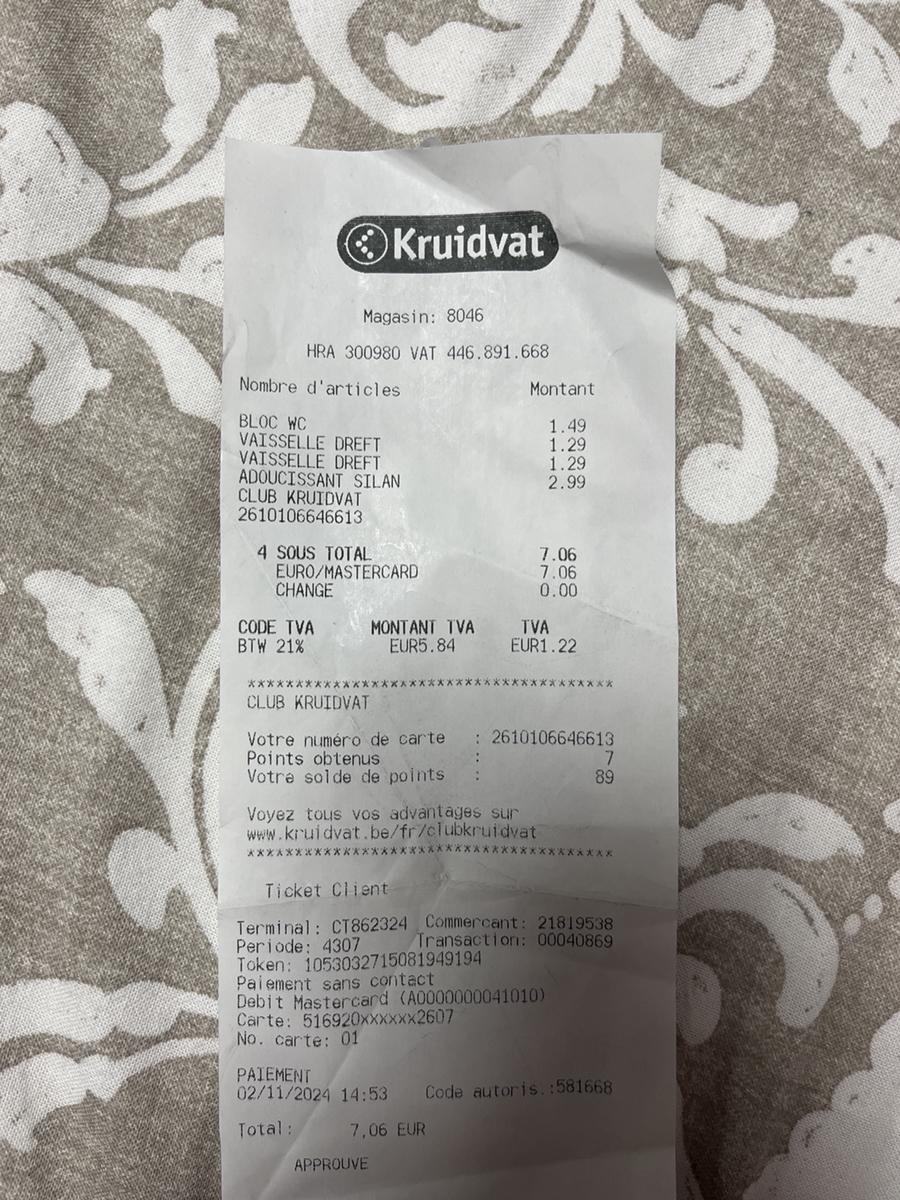 Kruidvat
Magasin: 8046
HRA 300980 VAT 446.891.668
Nombre d'articles Montant
BLOC WC 1.49
VAISSELLE DREFT 1.29
VAISSELLE DREFT 1.29
ADOUCISSANT SILAN 2.99
CLUB KRUIDVAT
2610106646613
4 SOUS TOTAL 7.06
EURO/MASTERCARD 7.06
CHANGE 0.00
CODE TVA MONTANT TVA TVA
BTW 21% EUR5.84 EUR1.22
***************************************
CLUB KRUIDVAT
Votre numéro de carte : 2610106646613
Points obtenus : 7
Votre solde de points : 89
Voyez tous vos advantages sur
www.kruidvat.be/fr/clubkruidvat
***************************************
Ticket Client
Terminal: CT862324 Commercant: 21819538
Periode: 4307 Transaction: 00040869
Token: 1053032715081949194
Paiement sans contact
Debit Mastercard (A0000000041010)
Carte: 516920xxxxxx2607
No. carte: 01
PAIEMENT
02/11/2024 14:53 Code autoris.:581668
Total: 7,06 EUR
APPROUVE